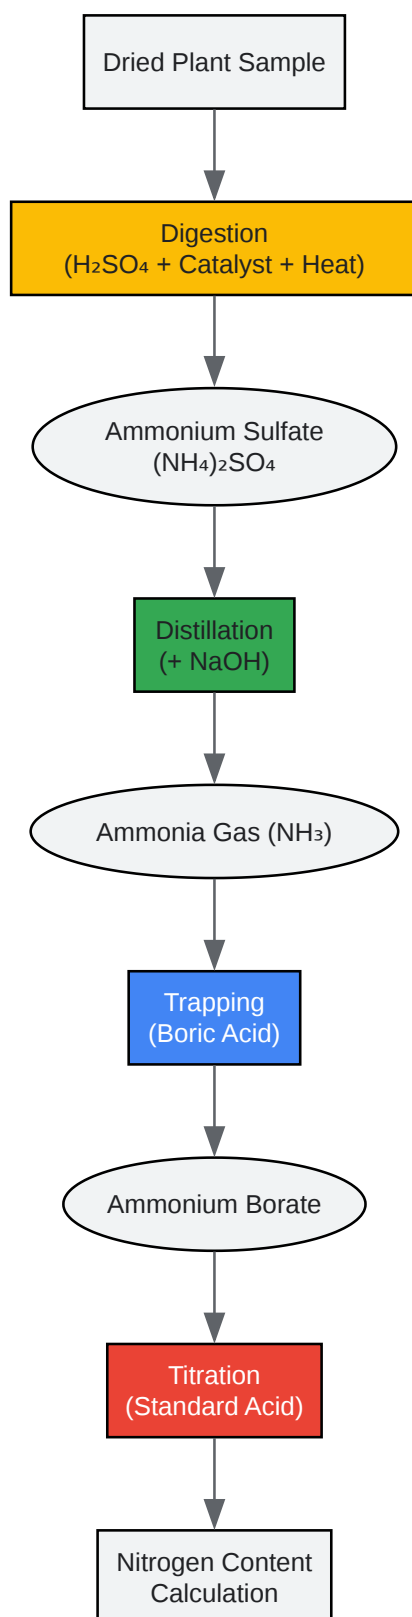 Dried Plant Sample
Digestion
(H₂SO₄ + Catalyst + Heat)
Ammonium Sulfate
(NH₄)₂SO₄
Distillation
(+ NaOH)
Ammonia Gas (NH₃)
Trapping
(Boric Acid)
Ammonium Borate
Titration
(Standard Acid)
Nitrogen Content
Calculation